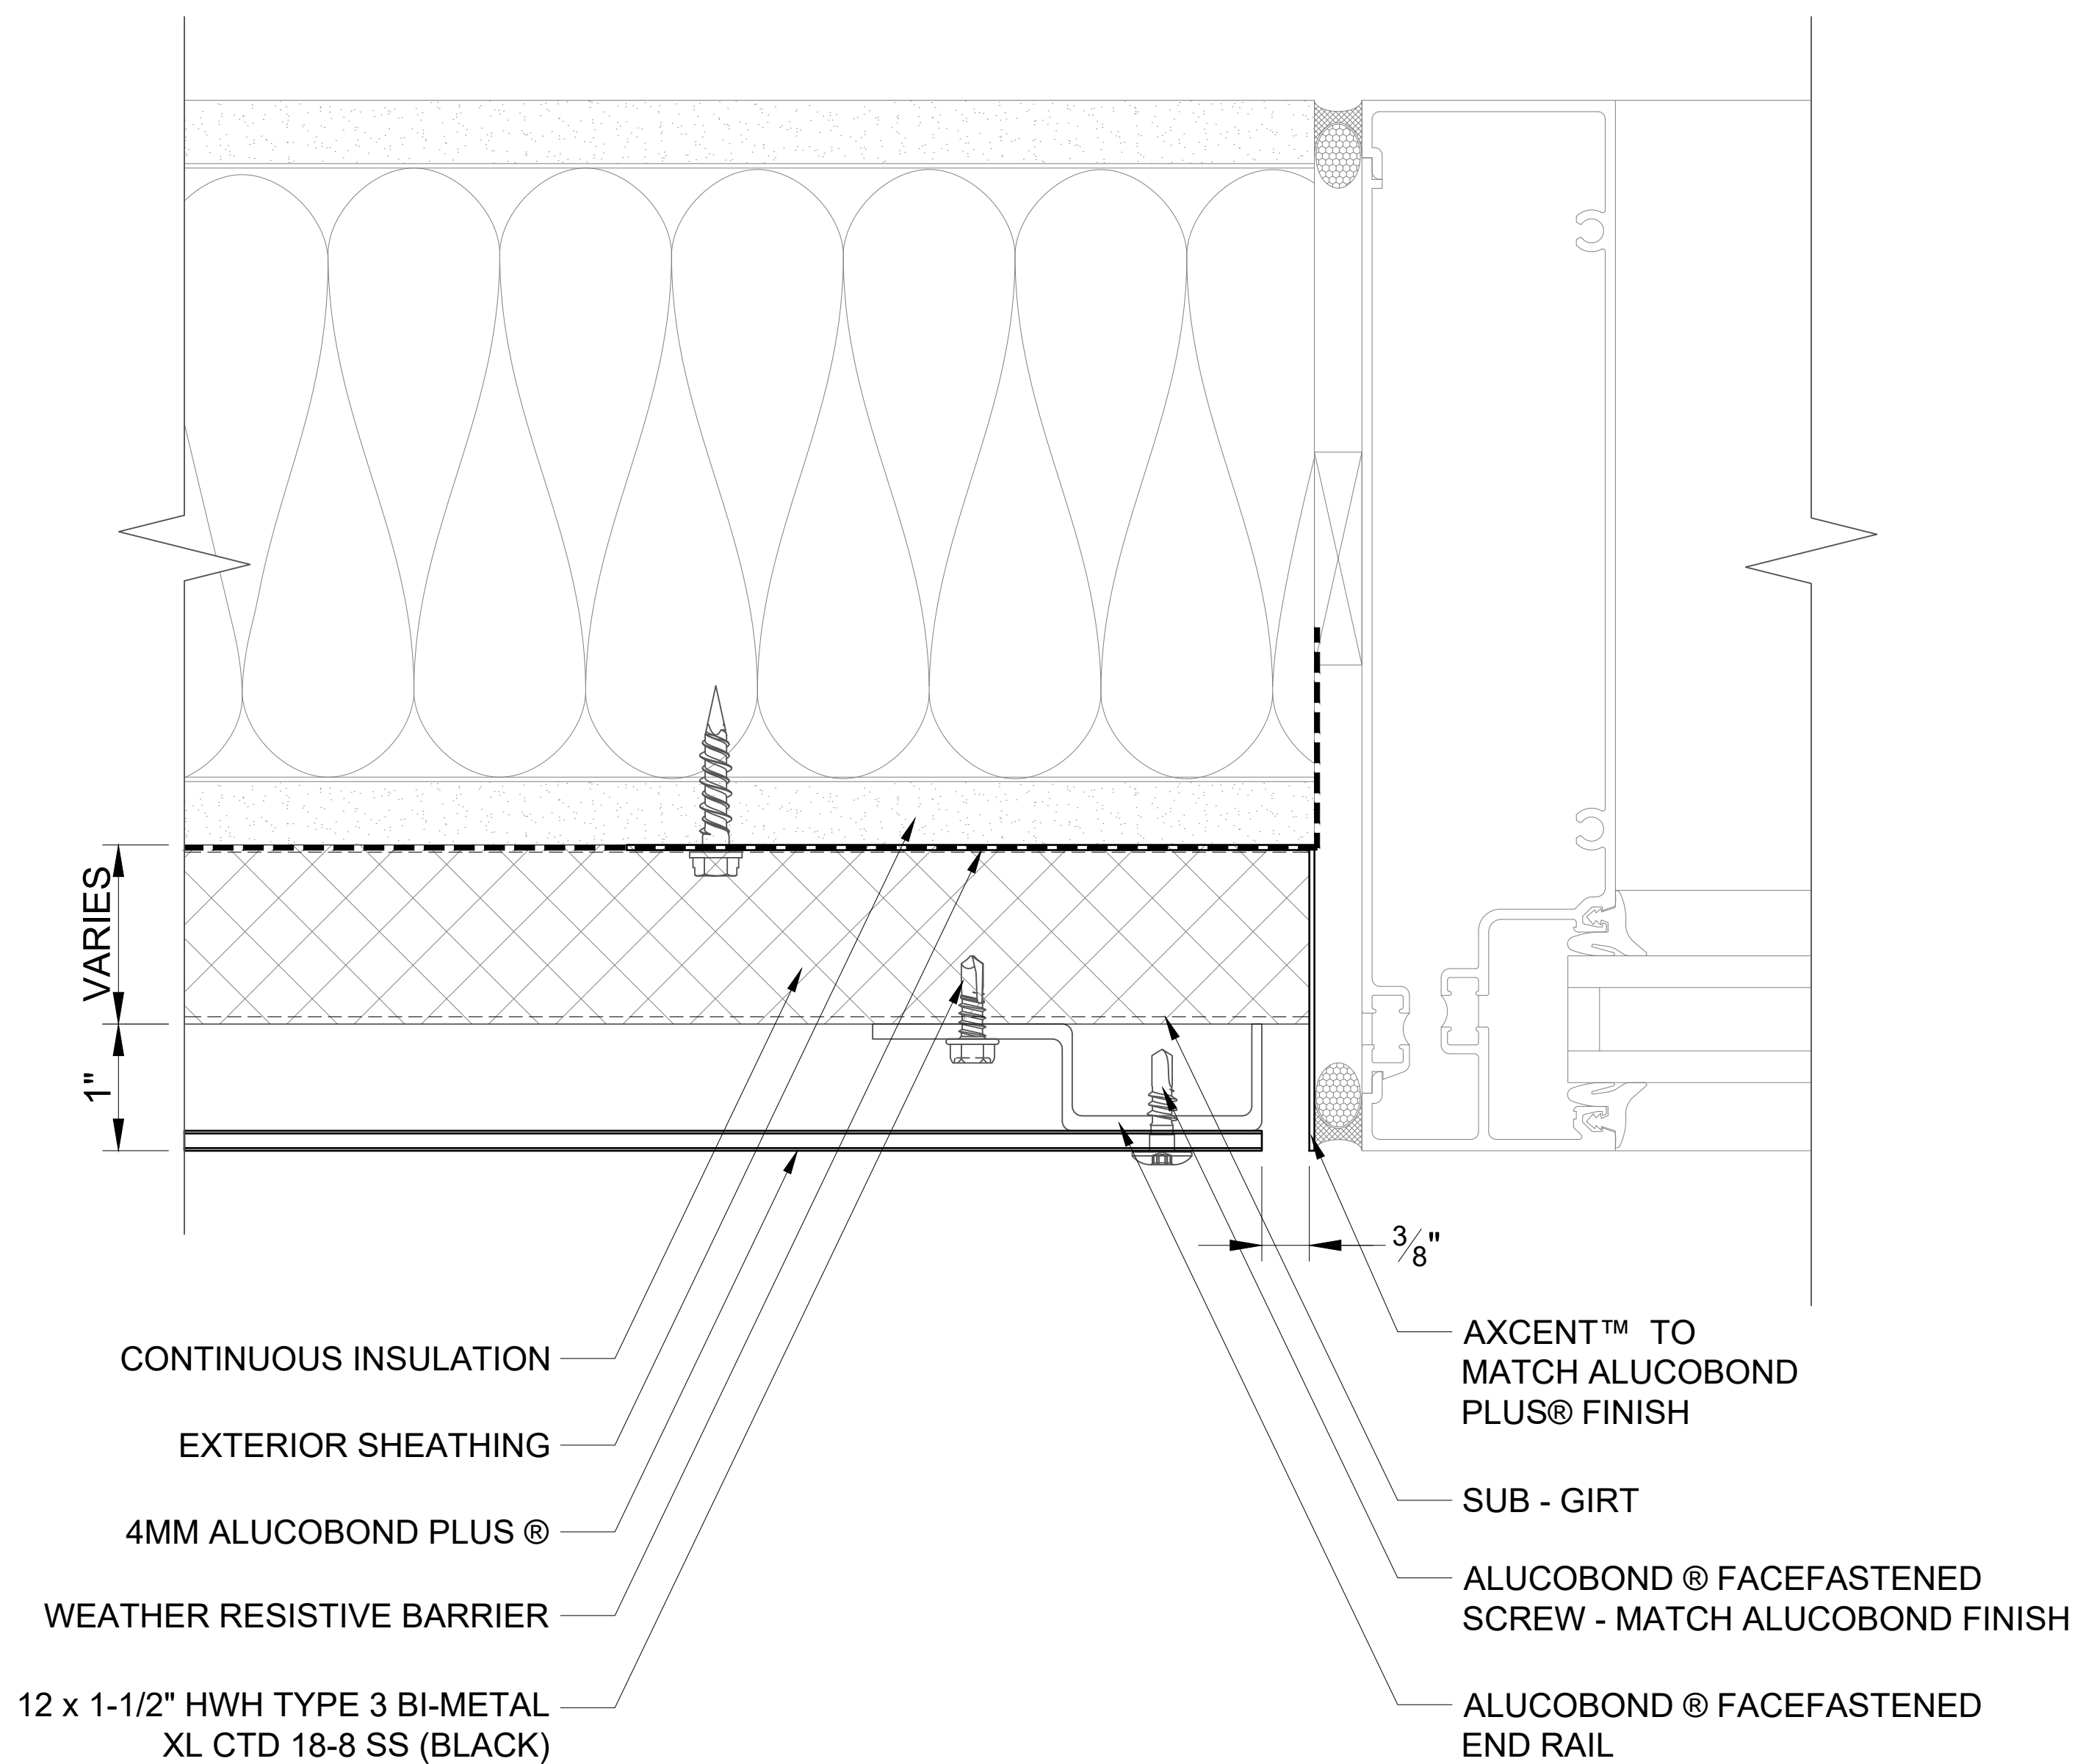 VARIES
1"
3/8"
CONTINUOUS INSULATION
EXTERIOR SHEATHING
4MM ALUCOBOND PLUS ®
WEATHER RESISTIVE BARRIER
12 x 1-1/2" HWH TYPE 3 BI-METAL
XL CTD 18-8 SS (BLACK)
AXCENT™ TO
MATCH ALUCOBOND
PLUS® FINISH
SUB - GIRT
ALUCOBOND ® FACEFASTENED
SCREW - MATCH ALUCOBOND FINISH
ALUCOBOND ® FACEFASTENED
END RAIL